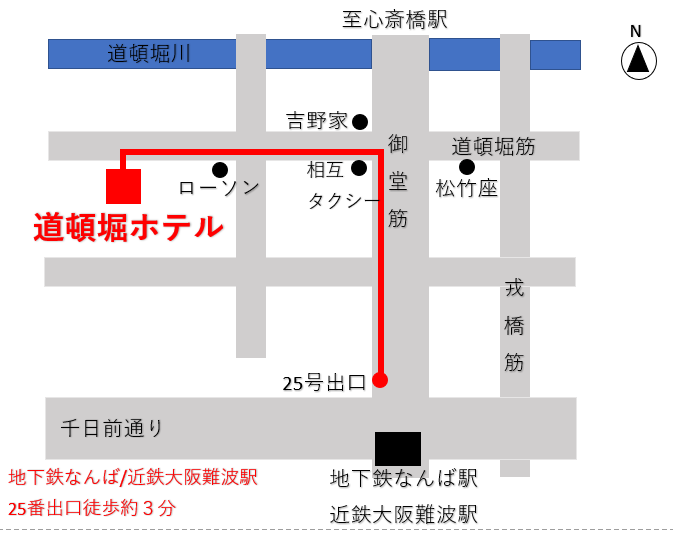 至心斎橋駅
N
道頓堀川
吉野家
御堂筋
道頓堀筋
相互
タクシー
ローソン
松竹座
道頓堀ホテル
戎橋筋
25号出口
千日前通り
地下鉄なんば/近鉄大阪難波駅
25番出口徒歩約３分
地下鉄なんば駅
近鉄大阪難波駅